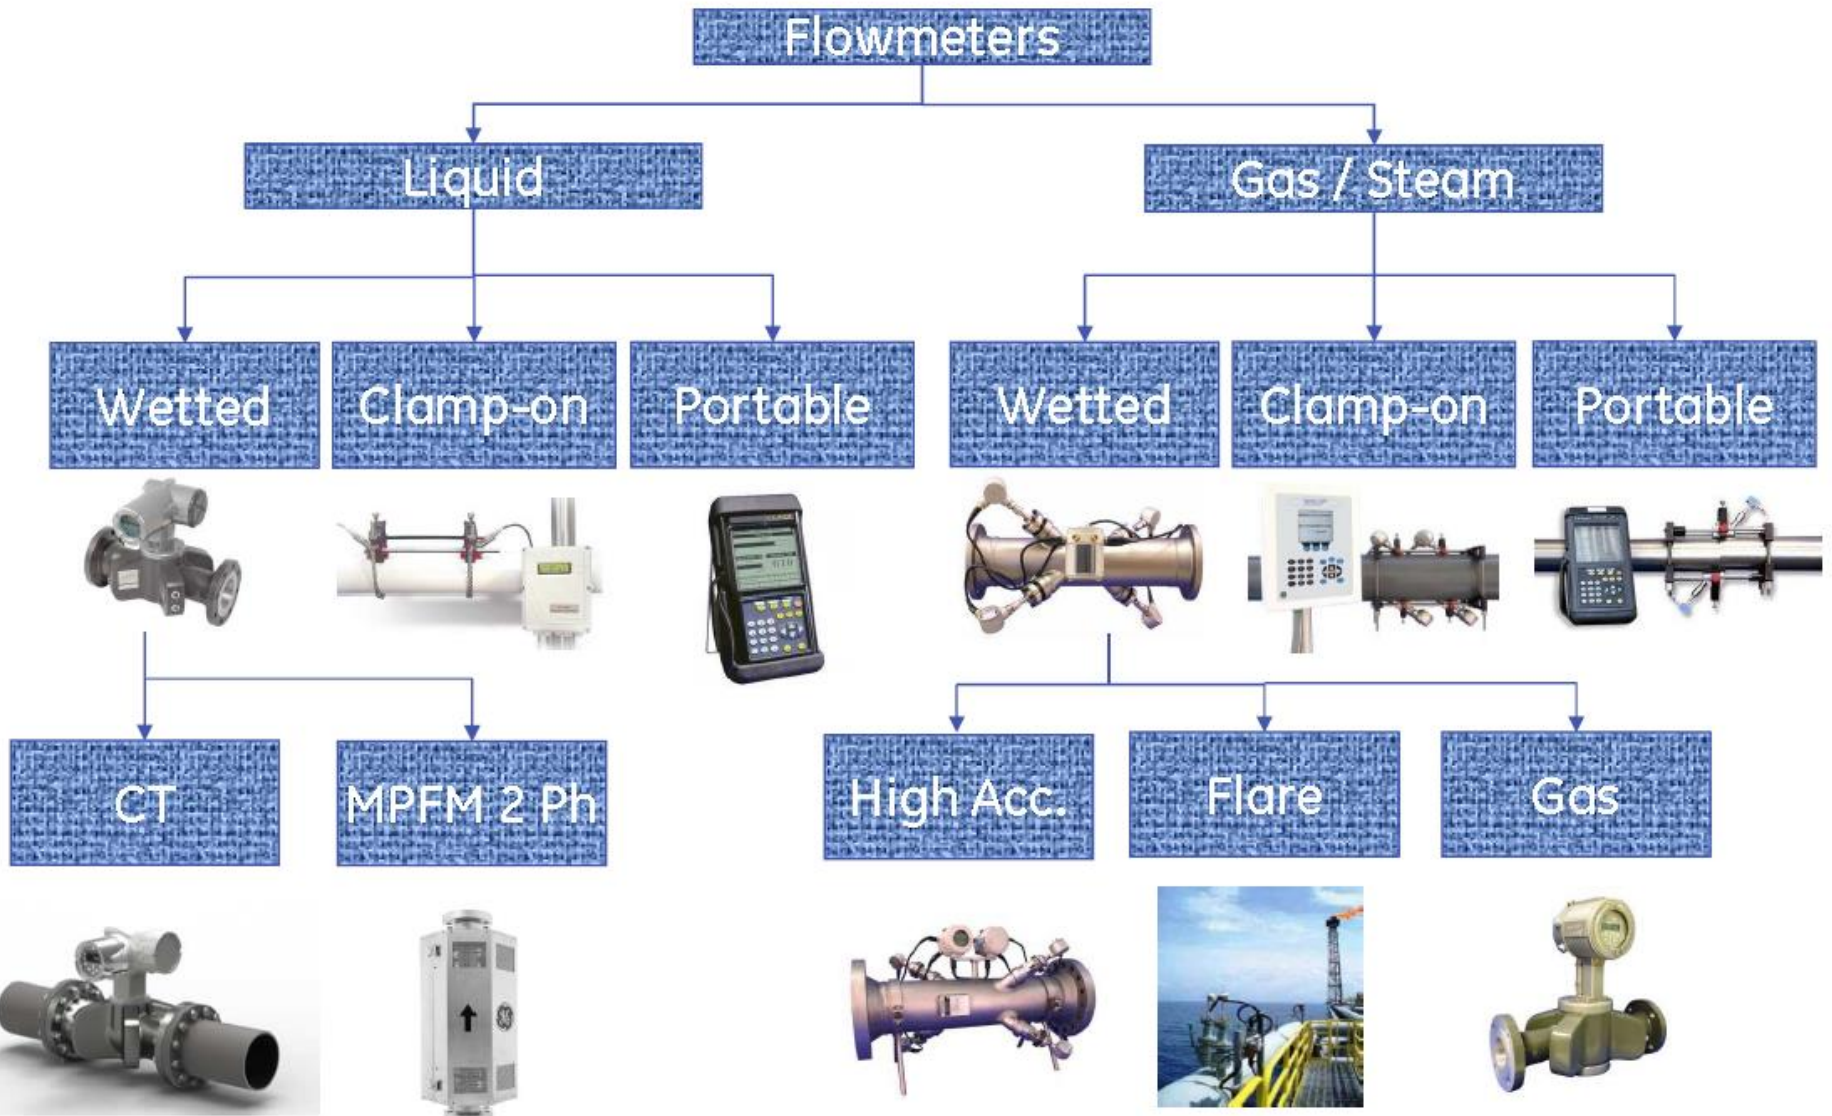 Flowmeters
Liquid
Gas / Steam
Wetted
Clamp-on
Portable
Wetted
Clamp-on
Portable
CT
MPFM 2 Ph
High Acc.
Flare
Gas